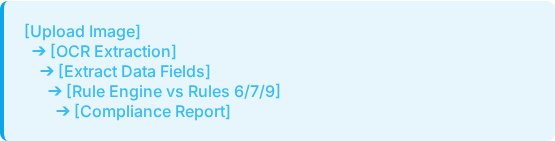 [Upload Image]
➔ [OCR Extraction]
➔ [Extract Data Fields]
➔ [Rule Engine vs Rules 6/7/9]
➔ [Compliance Report]